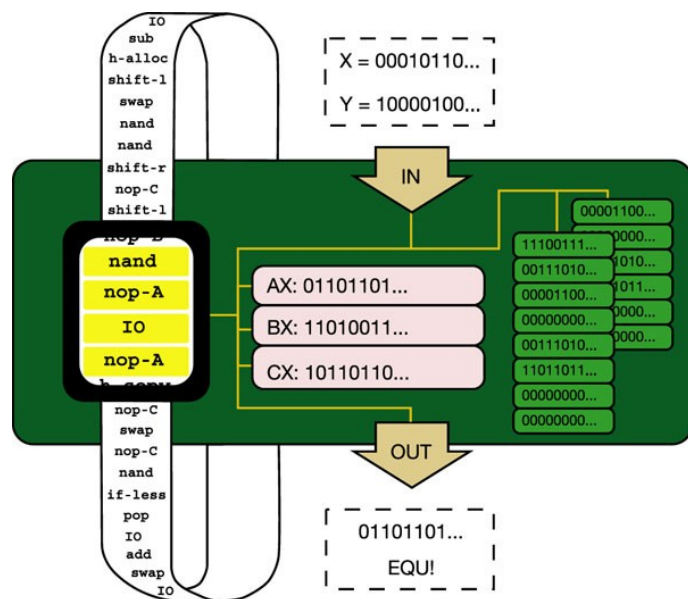 IO
sub
h-alloc
shift-l
swap
nand
nand
shift-r
nop-C
shift-l
nand
nop-A
IO
nop-A
h-copy
nop-C
swap
nop-C
nand
if-less
pop
IO
add
swap
IO
X = 00010110...
Y = 10000100...
IN
AX: 01101101...
BX: 11010011...
CX: 10110110...
11100111...
00111010...
00001100...
00000000...
00111010...
11011011...
00000000...
00000000...
00001100...
OUT
01101101...
EQU!